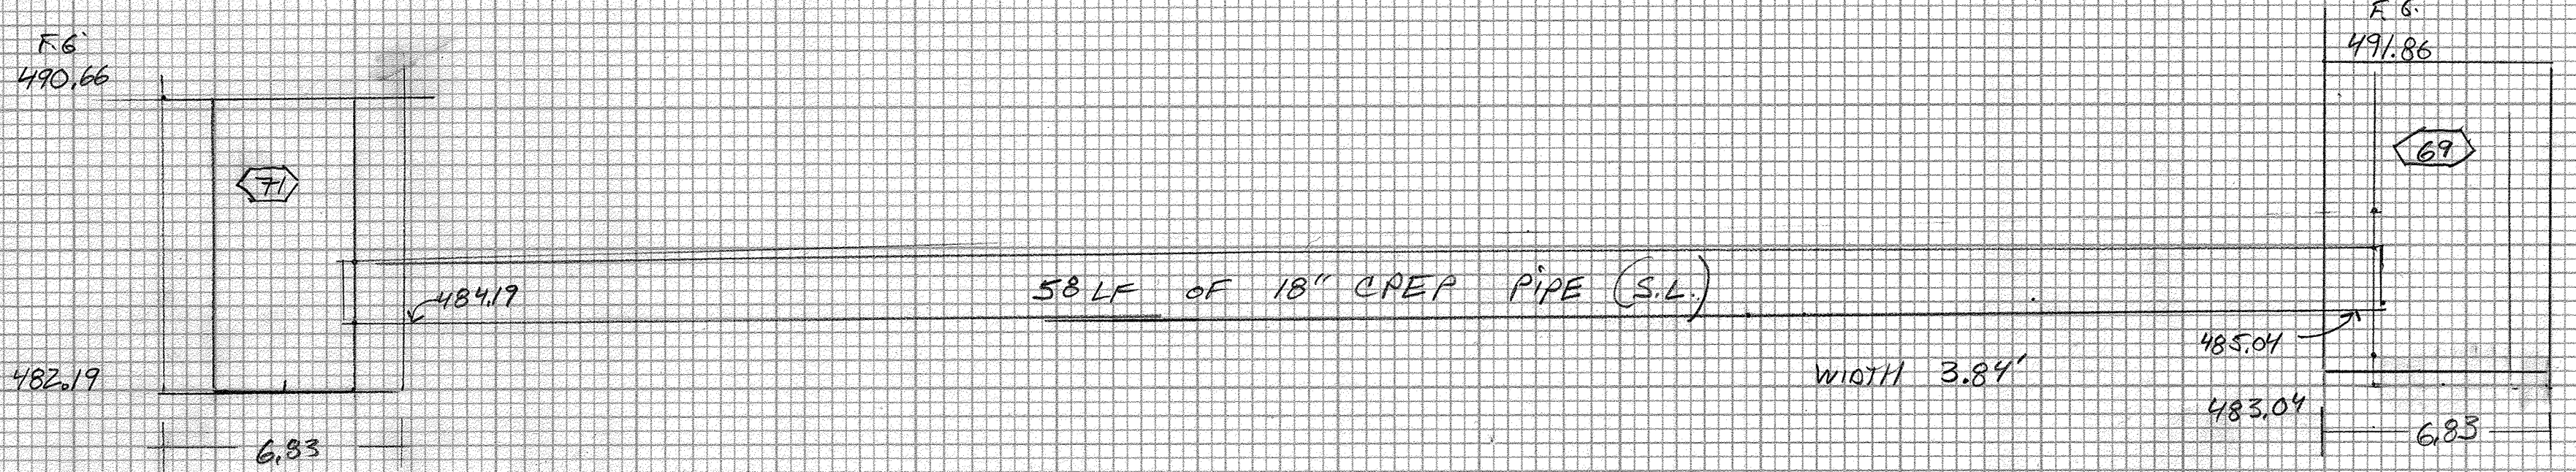 F.G.
490.66
71
484.19
482.19
6.83
58 LF OF 18" CPEP PIPE (S.L.)
WIDTH 3.84'
F.G.
491.86
69
485.04
483.04
6.83